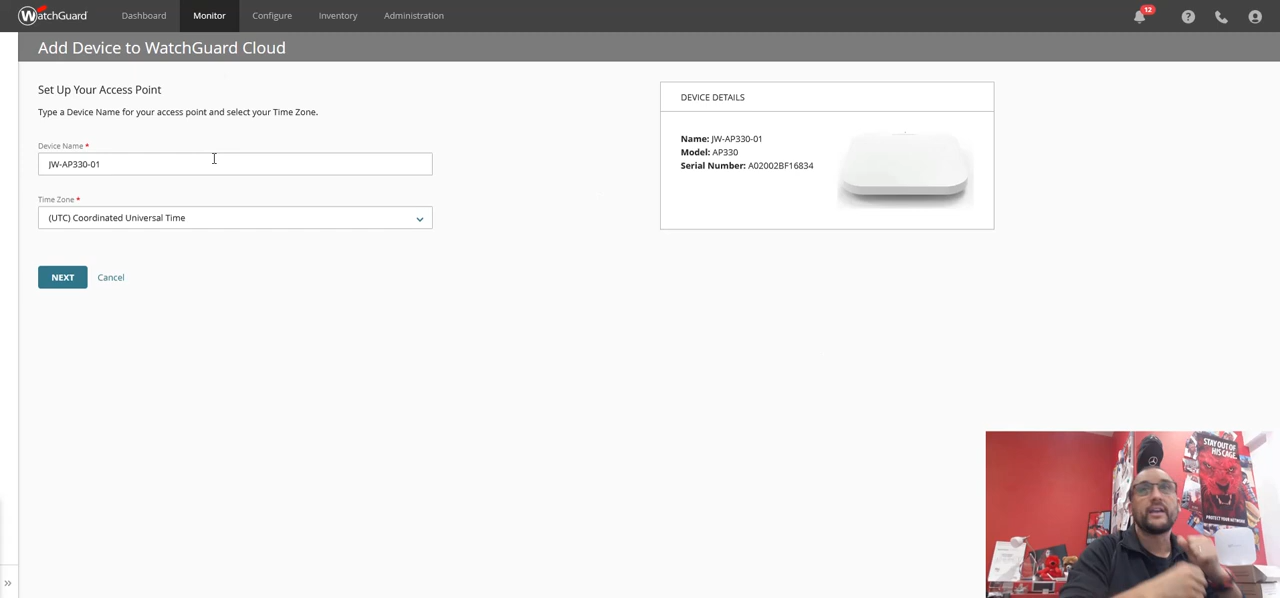 WatchGuard
Dashboard
Monitor
Configure
Inventory
Administration
12
Add Device to WatchGuard Cloud
Set Up Your Access Point
Type a Device Name for your access point and select your Time Zone.
Device Name *
JW-AP330-01
Time Zone *
(UTC) Coordinated Universal Time
NEXT
Cancel
DEVICE DETAILS
Name: JW-AP330-01
Model: AP330
Serial Number: A02002BF16834
STAY OUT OF
HIS CAGE.
PROTECT YOUR NETWORK